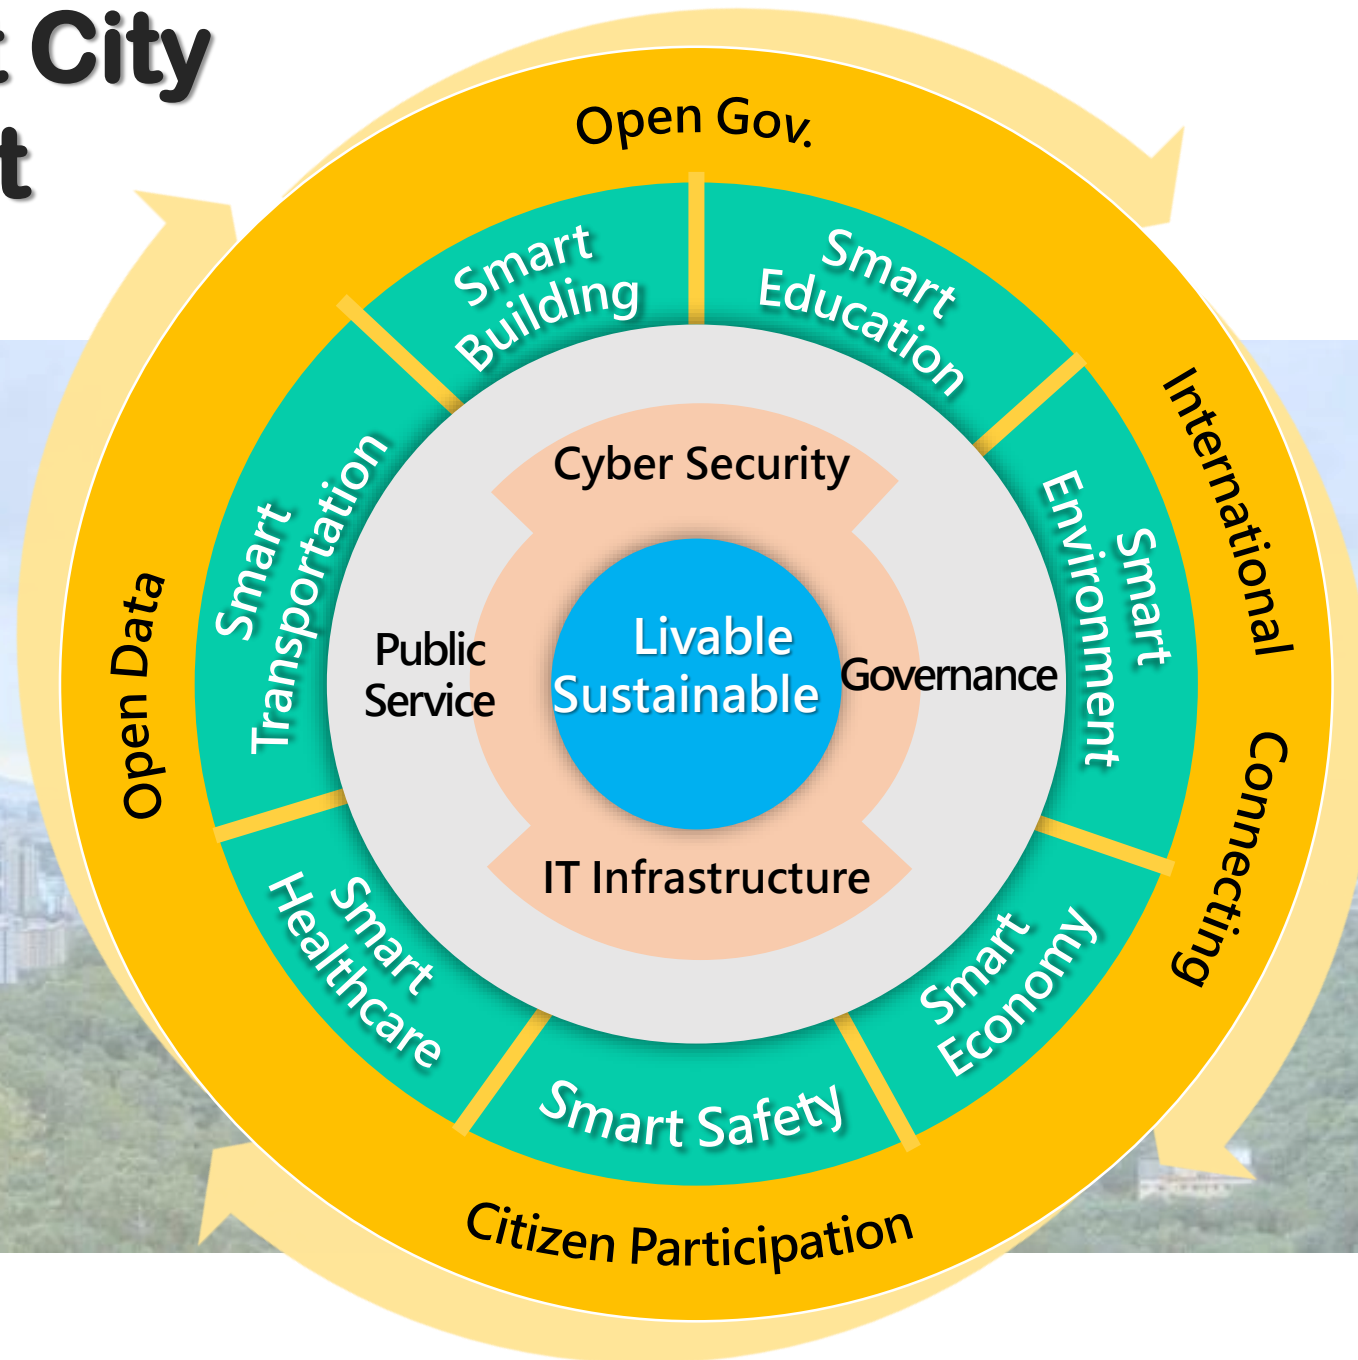 City
Open Gov.
Smart
Building
Smart
Education
Smart
Transportation
Smart
Environment
International
Connecting
Open Data
Cyber Security
Livable
Sustainable
Public
Service
Governance
IT Infrastructure
Smart
Healthcare
Smart
Economy
Smart Safety
Citizen Participation